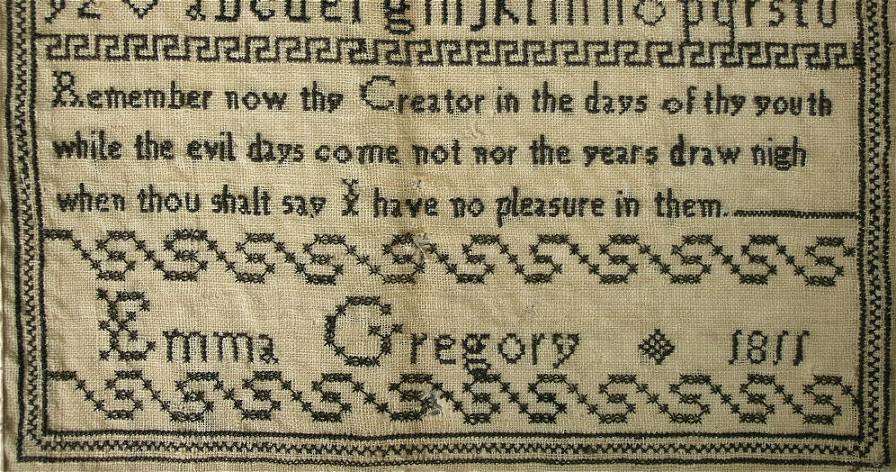 y z a b c d e f g h i j k l m n o p q r s t u
Remember now thy Creator in the days of thy youth
while the evil days come not nor the years draw nigh
when thou shalt say I have no pleasure in them.
Emma Gregory 1811